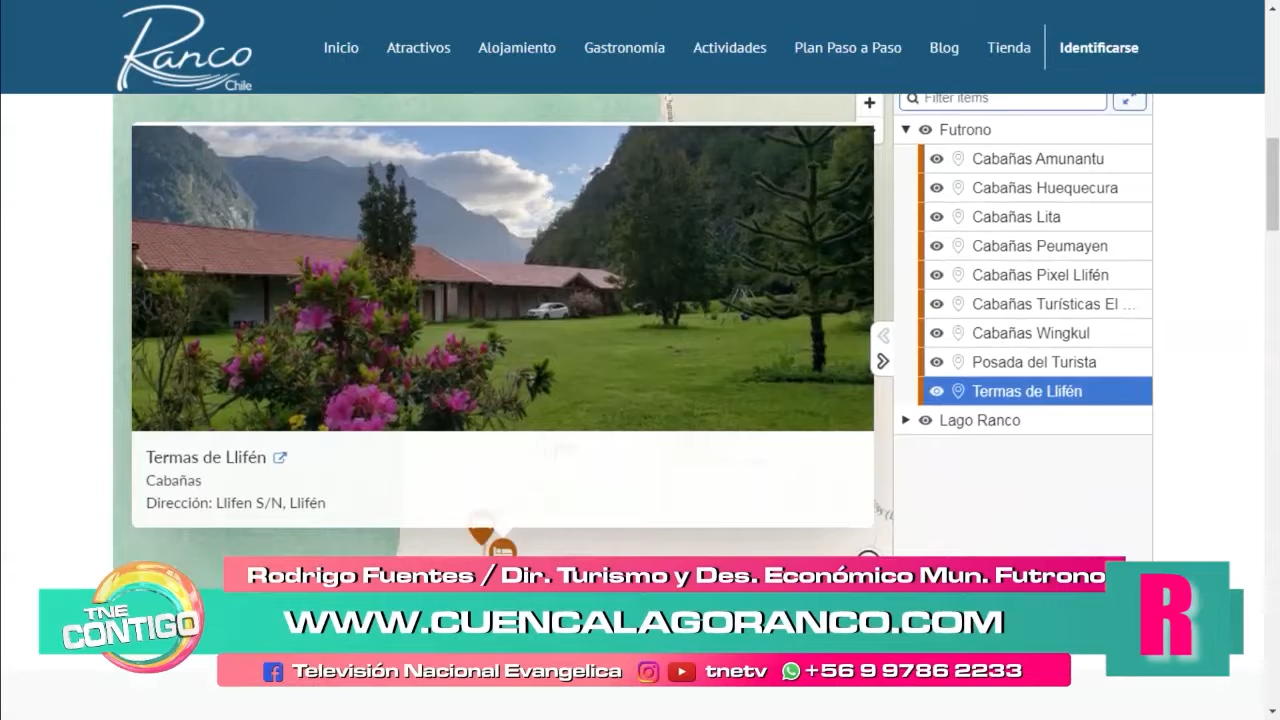 Ranco
Chile
Inicio
Atractivos
Alojamiento
Gastronomía
Actividades
Plan Paso a Paso
Blog
Tienda
Identificarse
Filter items
Futrono
Cabañas Amunantu
Cabañas Huequecura
Cabañas Lita
Cabañas Peumayen
Cabañas Pixel Llifén
Cabañas Turísticas El ...
Cabañas Wingkul
Posada del Turista
Termas de Llifén
Lago Ranco
Termas de Llifén
Cabañas
Dirección: Llifen S/N, Llifén
Rodrigo Fuentes / Dir. Turismo y Des. Económico Mun. Futrono
TNE
CONTIGO
WWW.CUENCALAGORANCO.COM
R
Televisión Nacional Evangelica
tnetv
+56 9 9786 2233